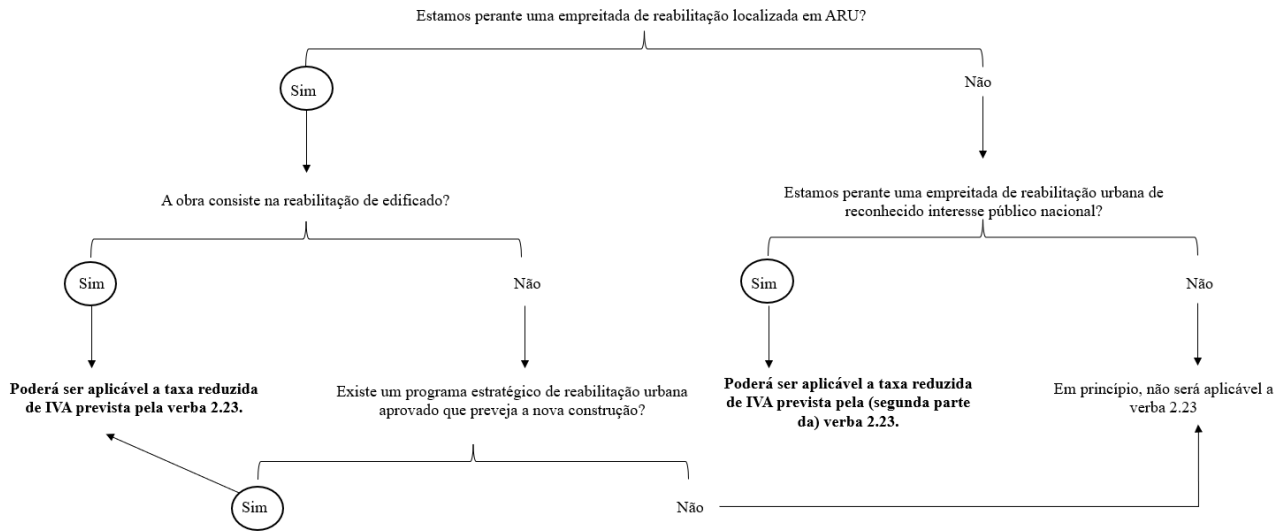 Estamos perante uma empreitada de reabilitação localizada em ARU?
Sim
Não
A obra consiste na reabilitação de edificado?
Estamos perante uma empreitada de reabilitação urbana de
reconhecido interesse público nacional?
Sim
Não
Sim
Não
Poderá ser aplicável a taxa reduzida
de IVA prevista pela verba 2.23.
Existe um programa estratégico de reabilitação urbana
aprovado que preveja a nova construção?
Poderá ser aplicável a taxa reduzida
de IVA prevista pela (segunda parte
da) verba 2.23.
Em princípio, não será aplicável a
verba 2.23
Sim
Não